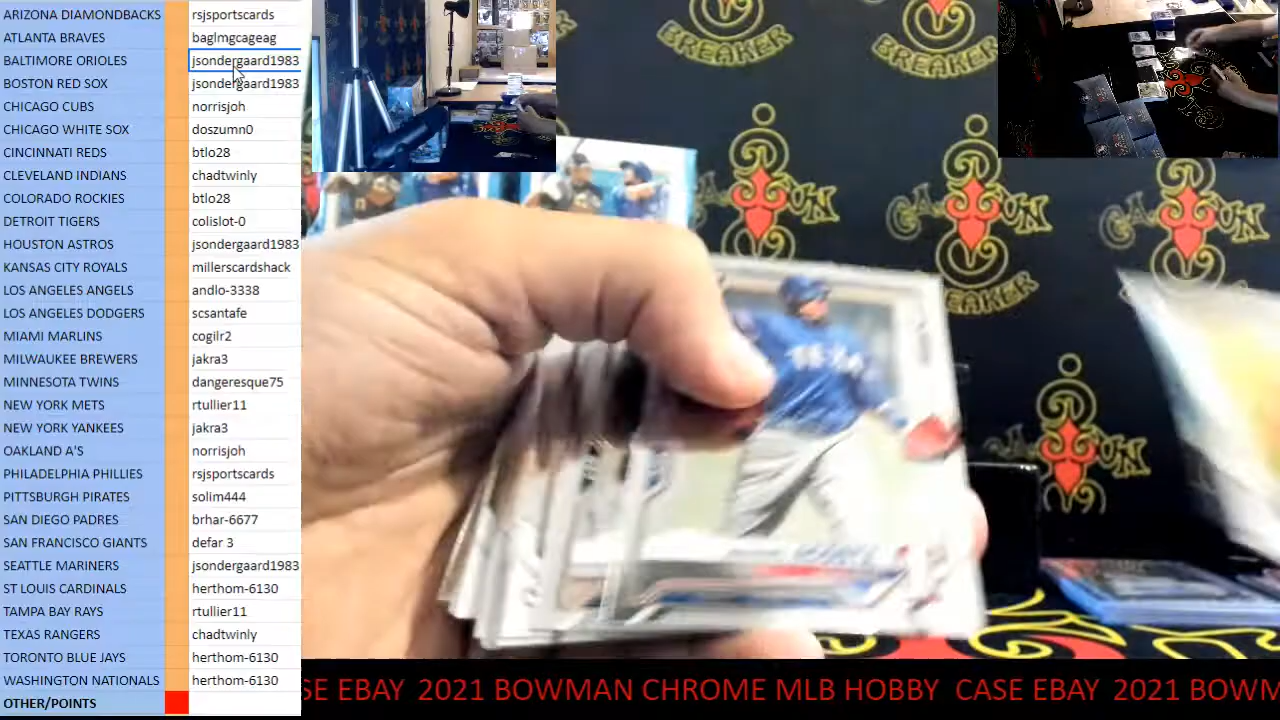 ARIZONA DIAMONDBACKS rsjsportscards
ATLANTA BRAVES baglmgcageag
BALTIMORE ORIOLES jsondergaard1983
BOSTON RED SOX jsondergaard1983
CHICAGO CUBS norrisjoh
CHICAGO WHITE SOX doszumn0
CINCINNATI REDS btlo28
CLEVELAND INDIANS chadtwinly
COLORADO ROCKIES btlo28
DETROIT TIGERS colislot-0
HOUSTON ASTROS jsondergaard1983
KANSAS CITY ROYALS millerscardshack
LOS ANGELES ANGELS andlo-3338
LOS ANGELES DODGERS scsantafe
MIAMI MARLINS cogilr2
MILWAUKEE BREWERS jakra3
MINNESOTA TWINS dangeresque75
NEW YORK METS rtullier11
NEW YORK YANKEES jakra3
OAKLAND A'S norrisjoh
PHILADELPHIA PHILLIES rsjsportscards
PITTSBURGH PIRATES solim444
SAN DIEGO PADRES brhar-6677
SAN FRANCISCO GIANTS defar 3
SEATTLE MARINERS jsondergaard1983
ST LOUIS CARDINALS herthom-6130
TAMPA BAY RAYS rtullier11
TEXAS RANGERS chadtwinly
TORONTO BLUE JAYS herthom-6130
WASHINGTON NATIONALS herthom-6130
OTHER/POINTS
BREAKER
BREAKER
CAJUN
CAJUN
BREAKER
CAJUN
SE EBAY 2021 BOWMAN CHROME MLB HOBBY CASE EBAY 2021 BOWM